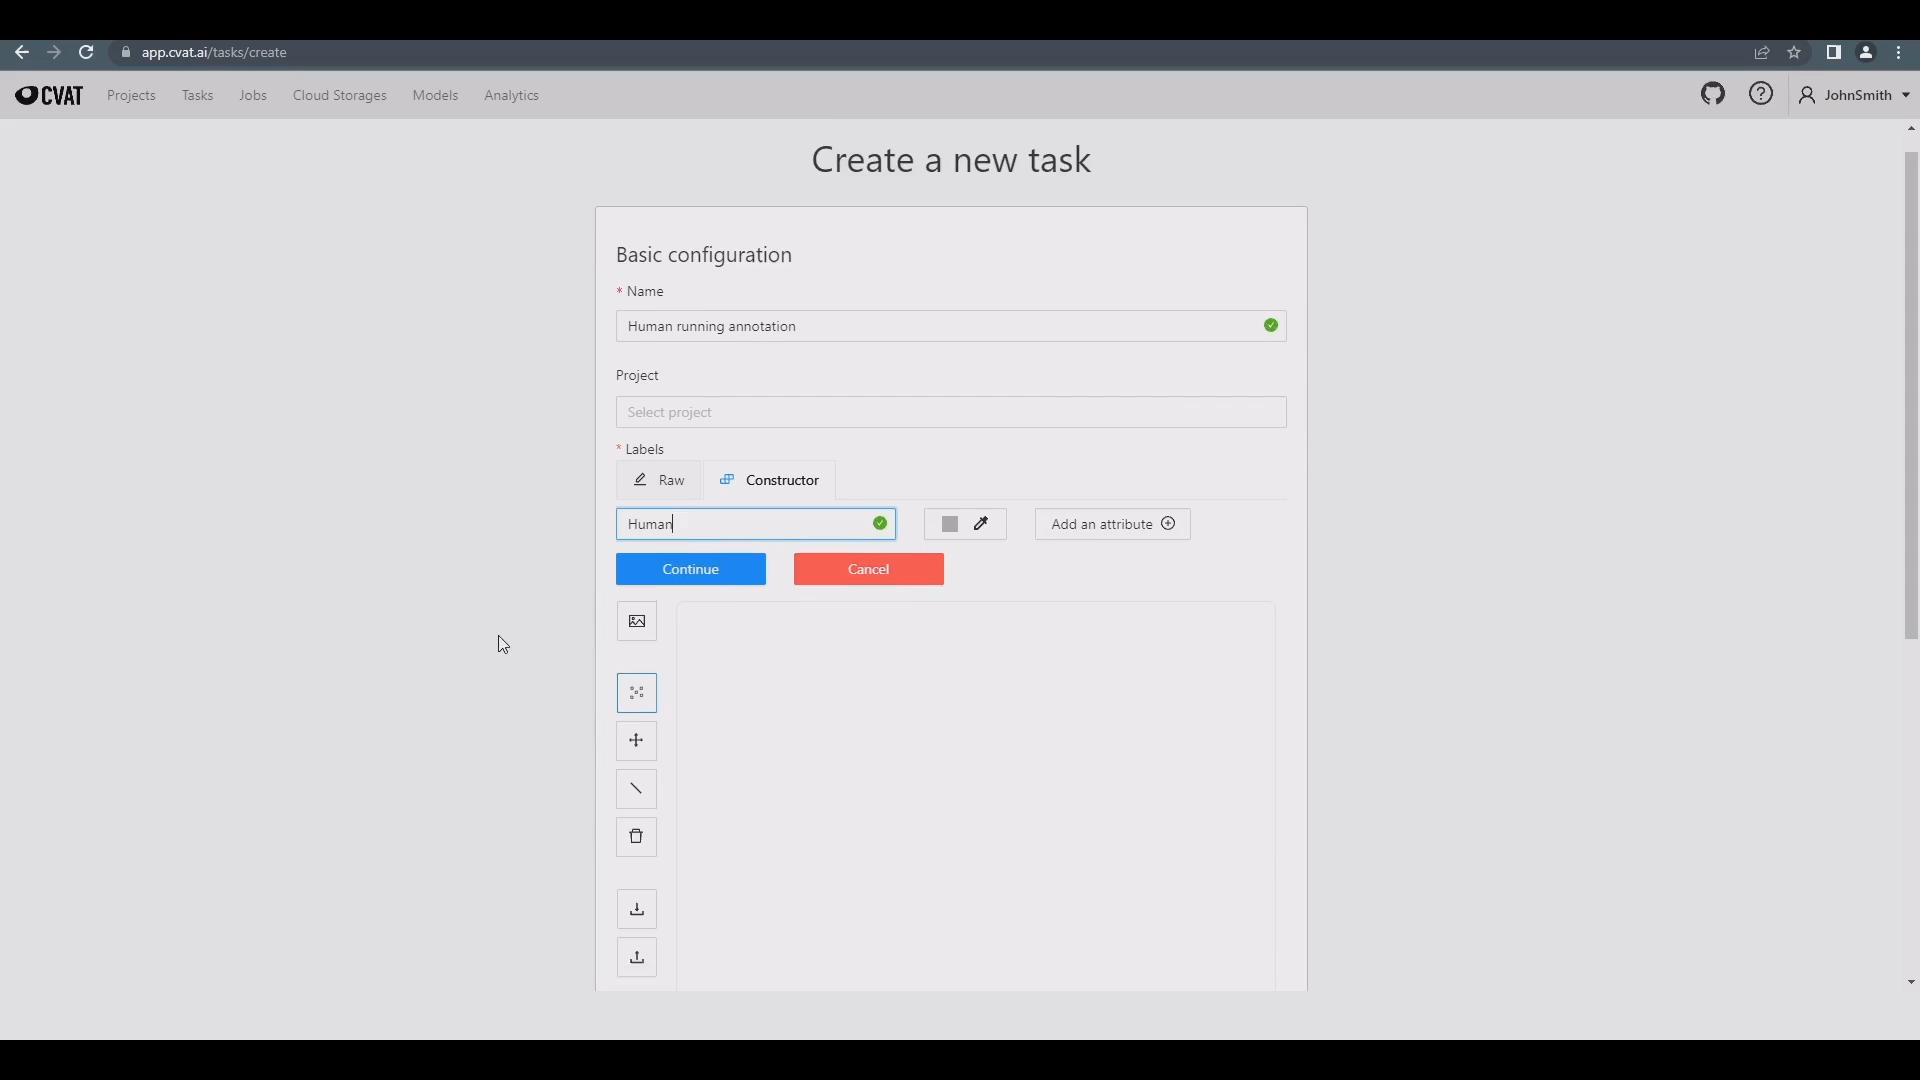 app.cvat.ai/tasks/create
CVAT Projects Tasks Jobs Cloud Storages Models Analytics JohnSmith
Create a new task
Basic configuration
* Name
Human running annotation
Project
Select project
* Labels
Raw Constructor
Human Add an attribute
Continue Cancel